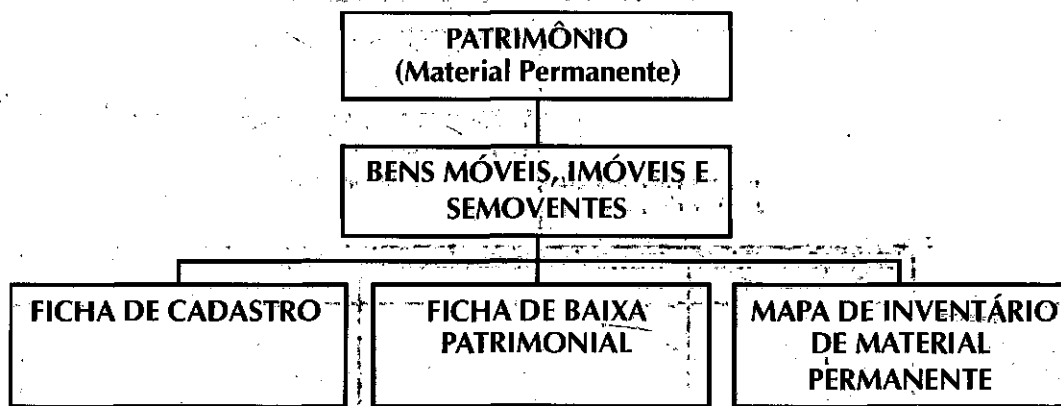 PATRIMÔNIO
(Material Permanente)
BENS MÓVEIS, IMÓVEIS E
SEMOVENTES
FICHA DE CADASTRO
FICHA DE BAIXA
PATRIMONIAL
MAPA DE INVENTÁRIO
DE MATERIAL
PERMANENTE